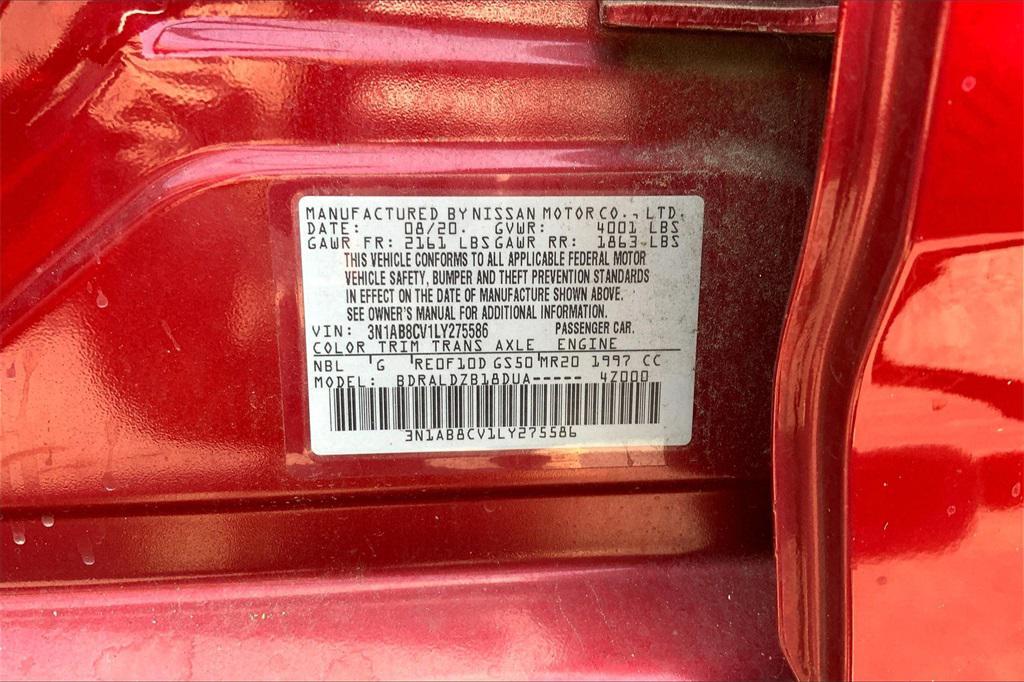 MANUFACTURED BY NISSAN MOTOR CO., LTD.
DATE: 08/20. GVWR: 4001 LBS
GAWR FR: 2161 LBS GAWR RR: 1863 LBS
THIS VEHICLE CONFORMS TO ALL APPLICABLE FEDERAL MOTOR
VEHICLE SAFETY, BUMPER AND THEFT PREVENTION STANDARDS
IN EFFECT ON THE DATE OF MANUFACTURE SHOWN ABOVE.
SEE OWNER'S MANUAL FOR ADDITIONAL INFORMATION.
VIN: 3N1AB8CV1LY275586 PASSENGER CAR.
COLOR TRIM TRANS AXLE ENGINE
NBL G RE0F10D GS50 MR20 1997 CC
MODEL: BDRALDZB18DUA----- 4Z000
3N1AB8CV1LY275586